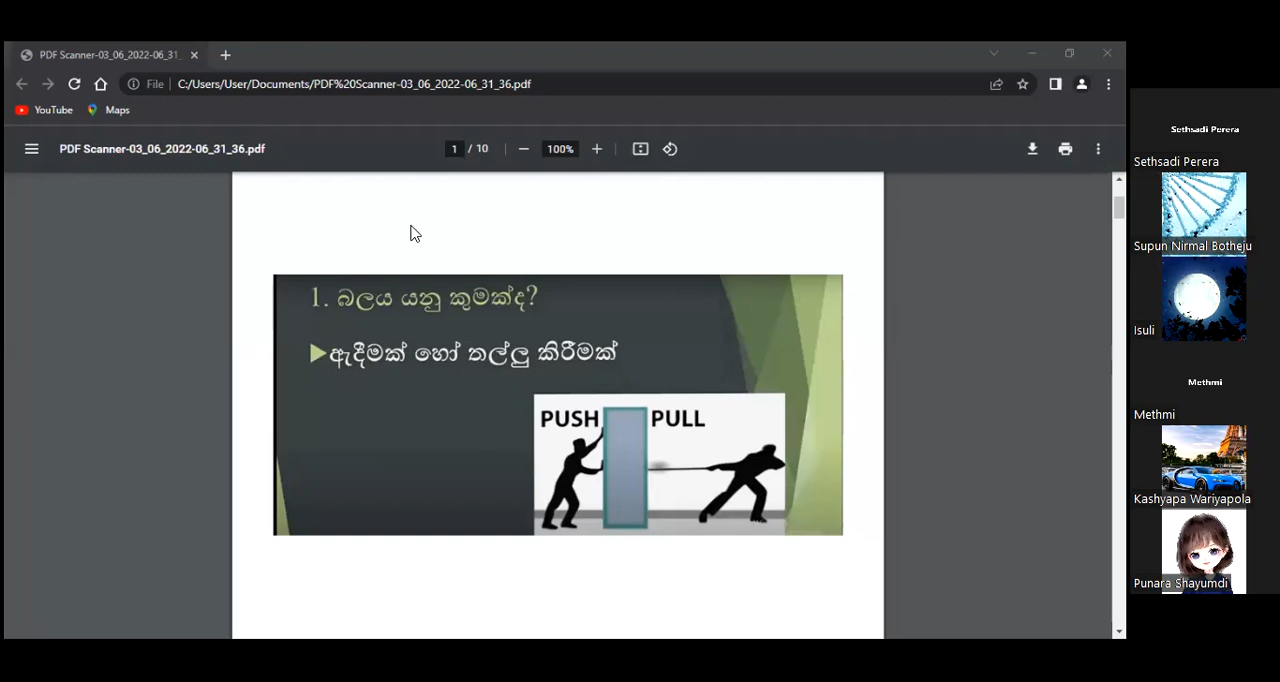 PDF Scanner-03_06_2022-06_31_
File
C:/Users/User/Documents/PDF%20Scanner-03_06_2022-06_31_36.pdf
YouTube Maps
PDF Scanner-03_06_2022-06_31_36.pdf
1 / 10
100%
1. බලය යනු කුමක්ද?
ඇදීමක් හෝ තල්ලු කිරීමක්
PUSH PULL
Sethsadi Perera
Sethsadi Perera
Supun Nirmal Botheju
Isuli
Methmi
Methmi
Kashyapa Wariyapola
Punara Shayumdi